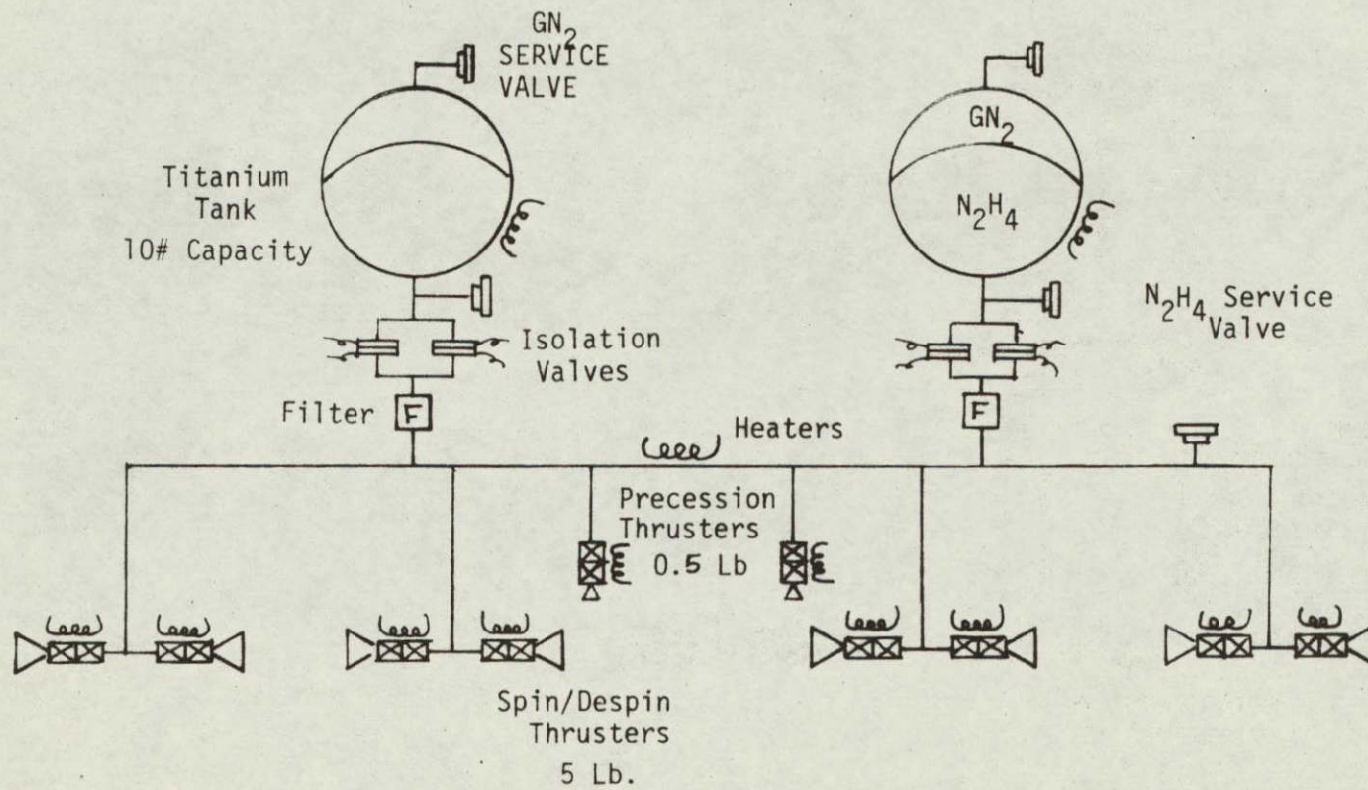 GN2
SERVICE
VALVE
GN2
Titanium
Tank
10# Capacity
N2H4
N2H4 Service
Valve
Isolation
Valves
Filter
F
F
Heaters
Precession
Thrusters
0.5 Lb
Spin/Despin
Thrusters
5 Lb.